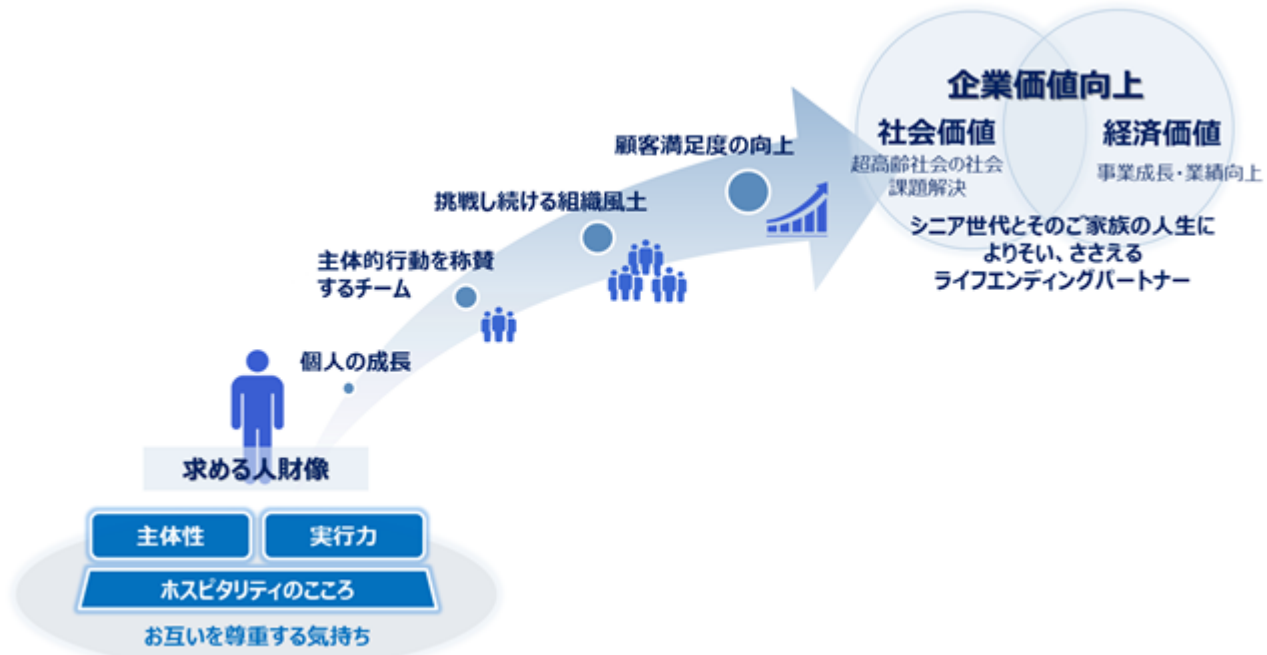 企業価値向上
社会価値
経済価値
超高齢社会の社会
課題解決
事業成長・業績向上
シニア世代とそのご家族の人生に
よりそい、ささえる
ライフエンディングパートナー
顧客満足度の向上
挑戦し続ける組織風土
主体的行動を称賛
するチーム
個人の成長
求める人財像
主体性
実行力
ホスピタリティのこころ
お互いを尊重する気持ち